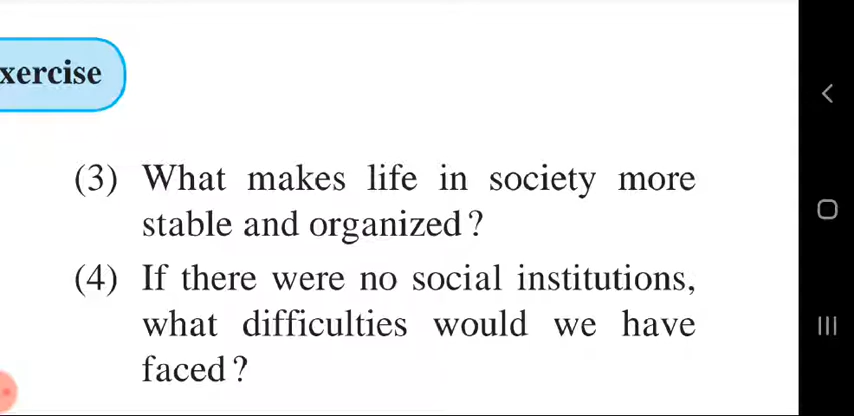 xercise
(3) What makes life in society more
stable and organized?
(4) If there were no social institutions,
what difficulties would we have
faced?